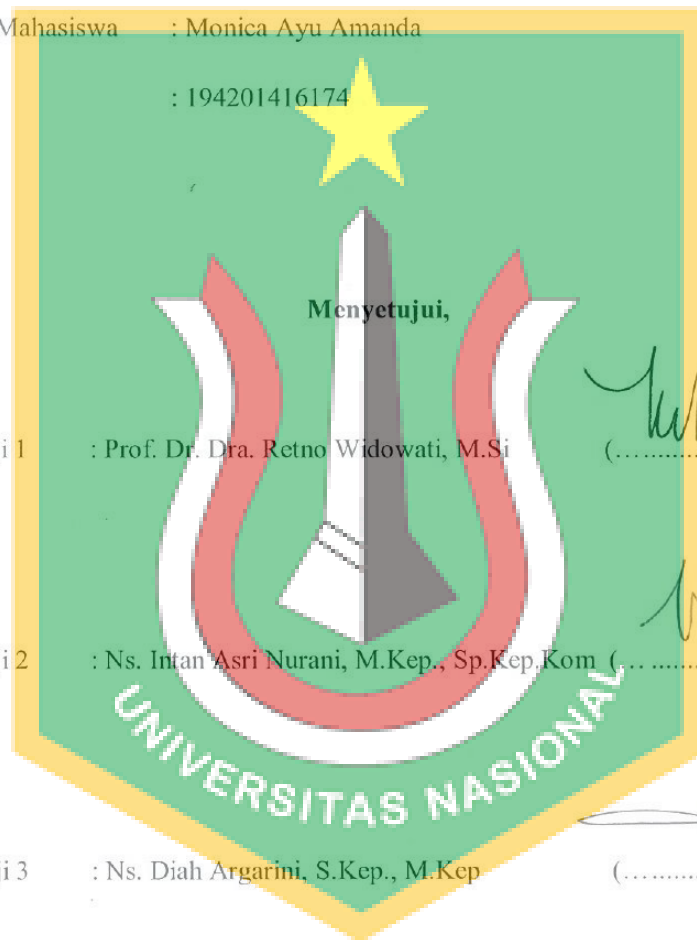 Mahasiswa : Monica Ayu Amanda
: 194201416174
Menyetujui,
i 1 : Prof. Dr. Dra. Retno Widowati, M.Si (............
i 2 : Ns. Intan Asri Nurani, M.Kep., Sp.Kep.Kom (............
UNIVERSITAS NASIONAL
ji 3 : Ns. Diah Argarini, S.Kep., M.Kep (............